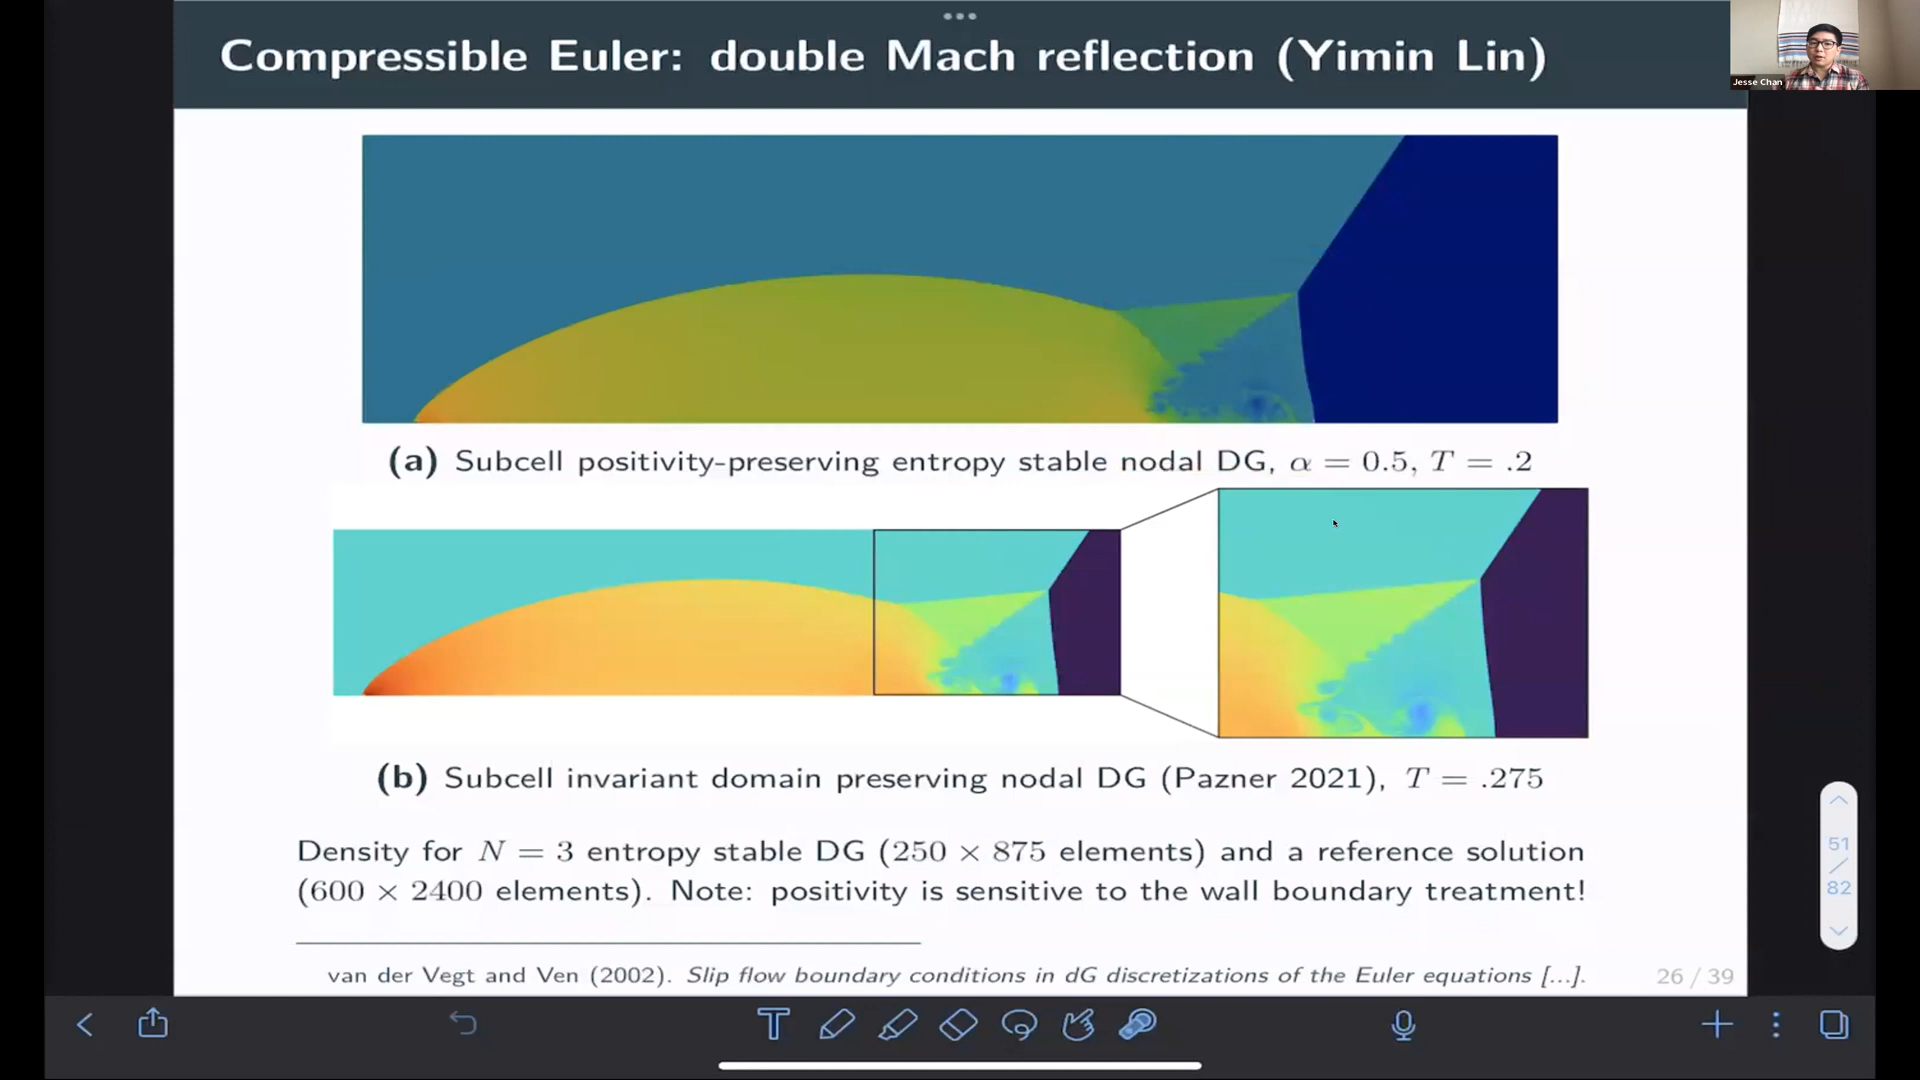 Compressible Euler: double Mach reflection (Yimin Lin)
Jesse Chan
(a) Subcell positivity-preserving entropy stable nodal DG, α = 0.5, T = .2
(b) Subcell invariant domain preserving nodal DG (Pazner 2021), T = .275
Density for N = 3 entropy stable DG (250 × 875 elements) and a reference solution
(600 × 2400 elements). Note: positivity is sensitive to the wall boundary treatment!
van der Vegt and Ven (2002). Slip flow boundary conditions in dG discretizations of the Euler equations [...].
26 / 39
51
/
82